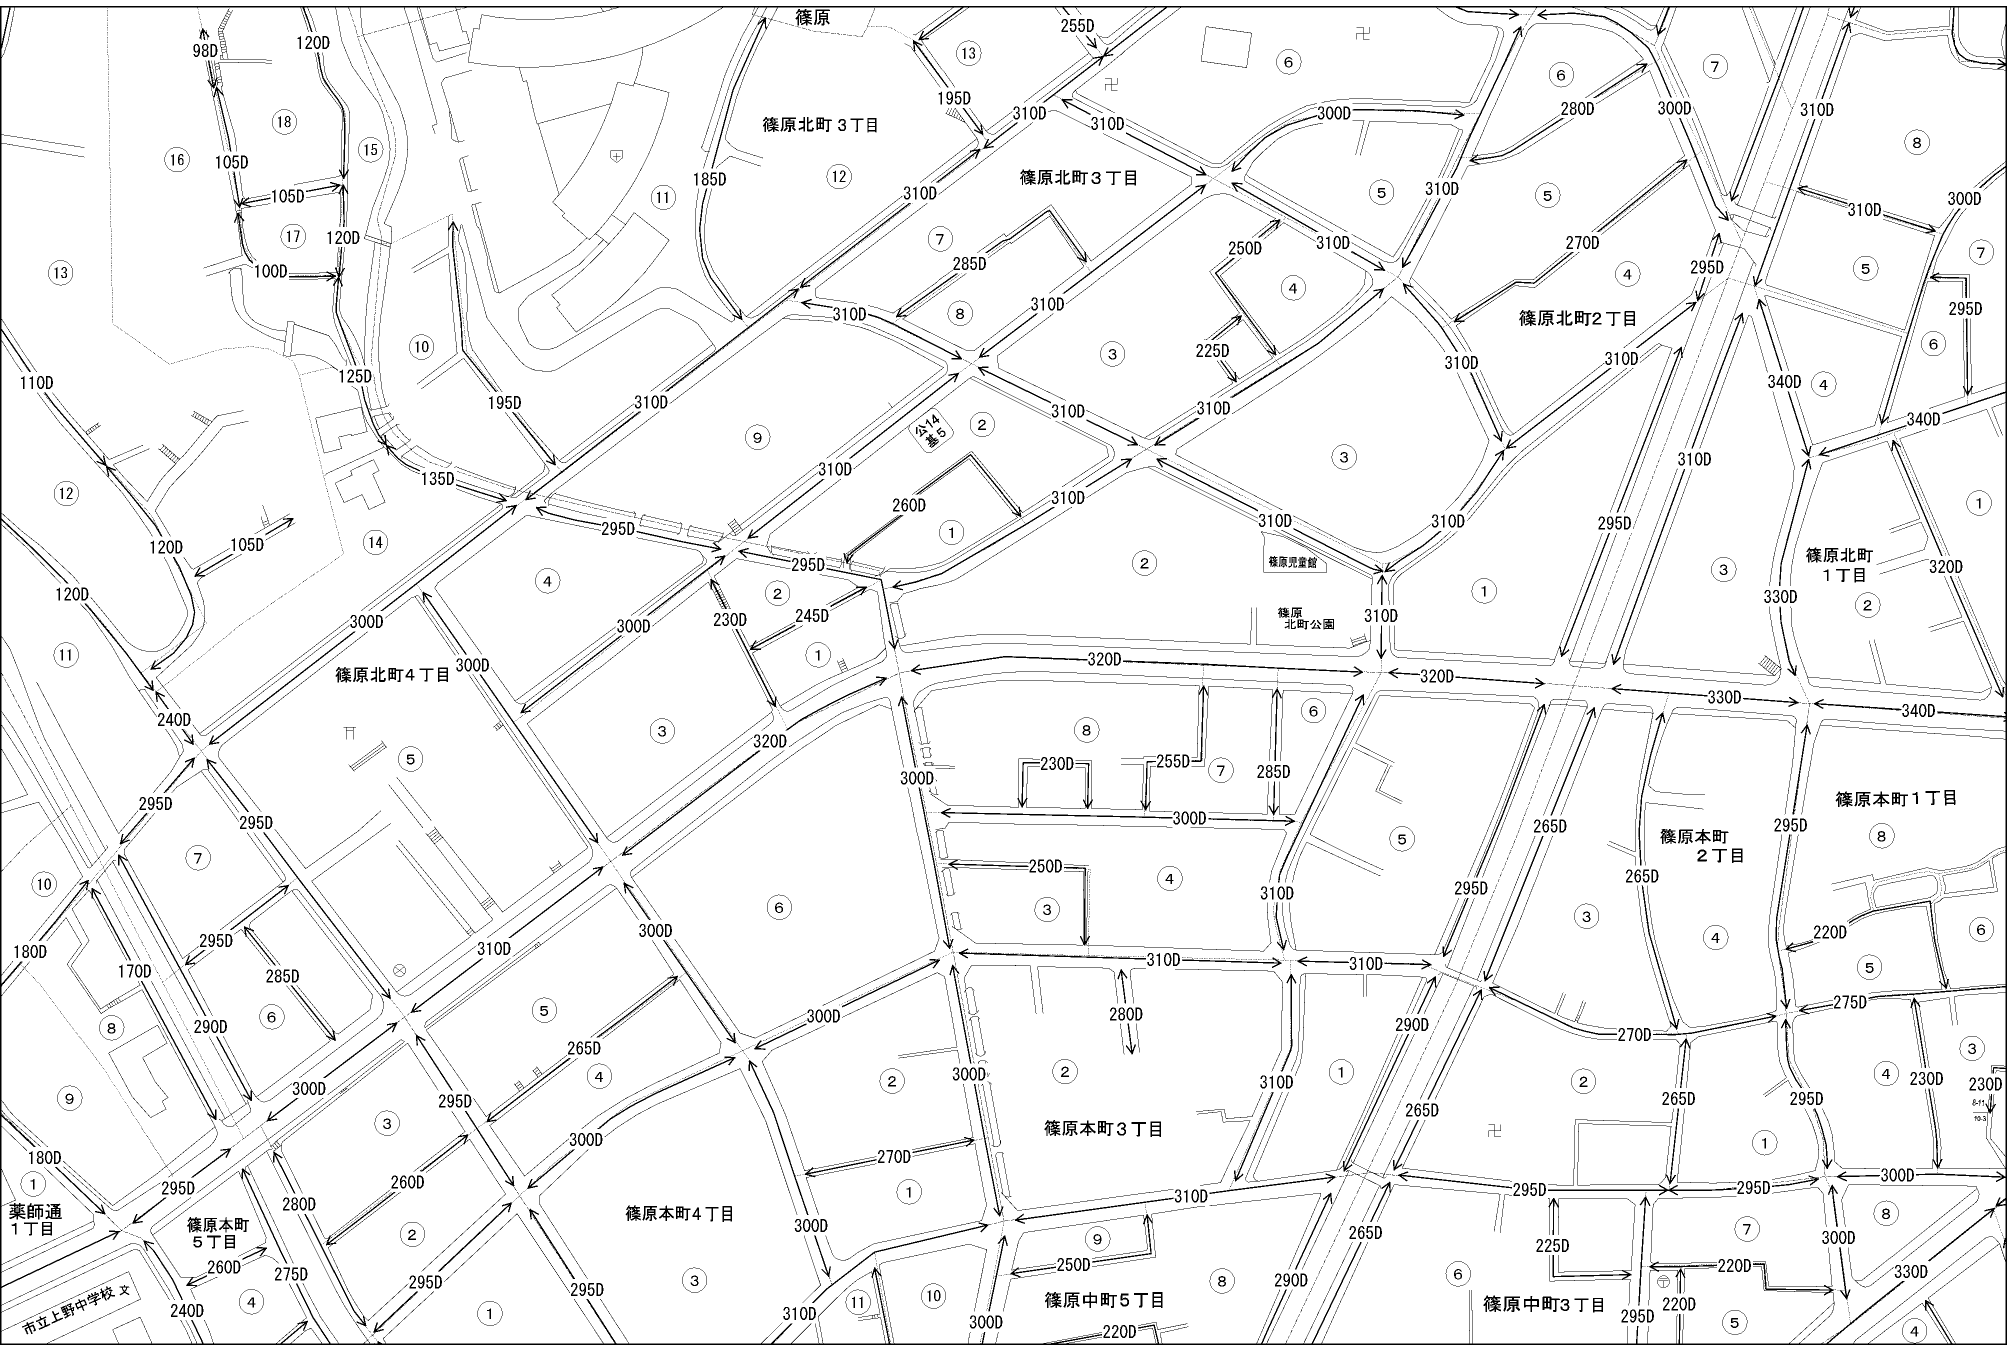 篠原
255D
98D
120D
13
6
6
7
195D
310D
310D
300D
280D
300D
310D
18
15
篠原北町3丁目
8
16
105D
12
篠原北町3丁目
185D
310D
310D
5
5
105D
11
300D
310D
17
120D
7
310D
250D
270D
13
100D
285D
4
4
295D
5
7
310D
310D
8
篠原北町2丁目
295D
10
3
225D
310D
310D
6
125D
110D
340D
4
195D
310D
310D
310D
340D
9
公14
基5
2
3
310D
135D
310D
12
260D
310D
310D
310D
1
295D
295D
1
120D
105D
14
295D
篠原児童館
篠原北町
1丁目
4
2
3
320D
120D
2
1
330D
245D
2
300D
300D
230D
篠原
北町公園
310D
11
1
320D
320D
300D
篠原北町4丁目
330D
340D
240D
6
3
8
320D
5
230D
255D
7
285D
300D
295D
295D
300D
篠原本町1丁目
295D
265D
篠原本町
2丁目
5
8
7
250D
4
10
310D
295D
265D
6
3
3
300D
295D
310D
4
220D
6
180D
170D
285D
310D
310D
5
275D
290D
6
5
300D
280D
290D
270D
8
265D
300D
3
4
2
2
310D
1
2
4
230D
230D
9
300D
295D
265D
265D
295D
8-11
10-3
3
300D
篠原本町3丁目
1
180D
270D
1
260D
295D
310D
295D
295D
300D
280D
1
薬師通
1丁目
篠原本町
5丁目
2
300D
篠原本町4丁目
265D
9
225D
7
8
300D
260D
275D
250D
220D
330D
295D
295D
3
290D
8
6
市立上野中学校
文
240D
4
1
310D
11
10
篠原中町5丁目
篠原中町3丁目
220D
295D
300D
220D
5
4